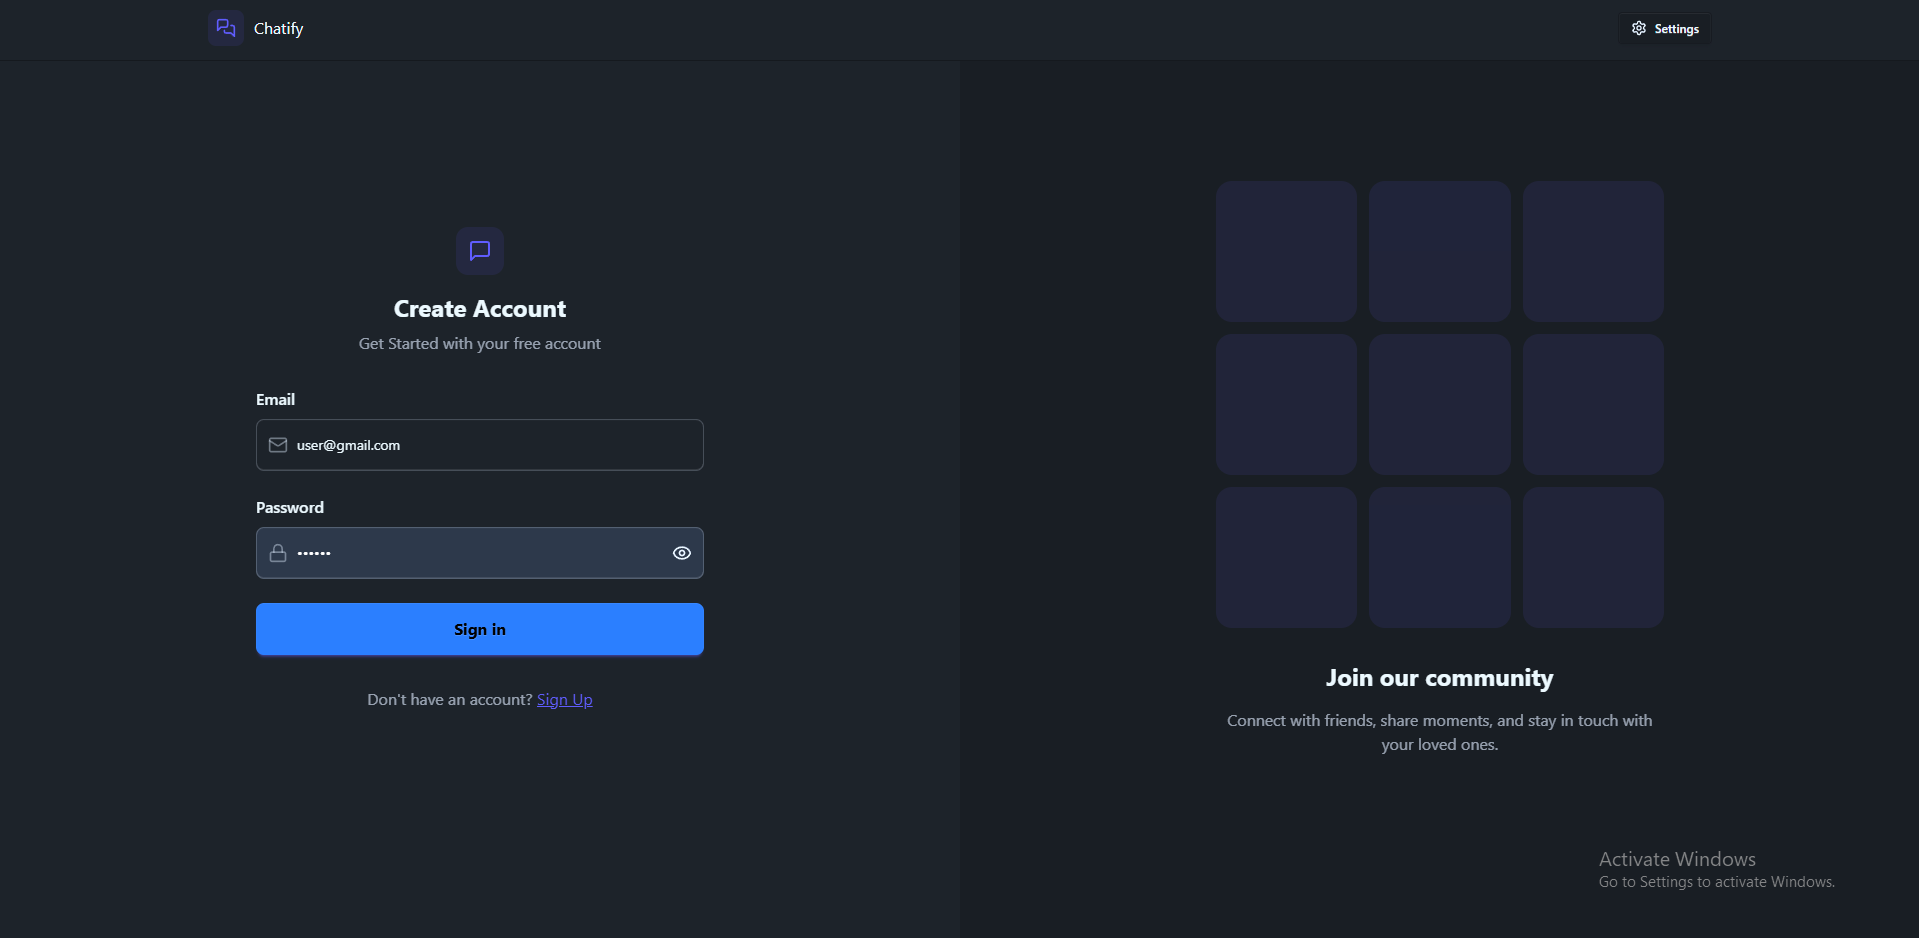 Chatify
Settings
Create Account
Get Started with your free account
Email
user@gmail.com
Password
••••••
Sign in
Don't have an account? Sign Up
Join our community
Connect with friends, share moments, and stay in touch with
your loved ones.
Activate Windows
Go to Settings to activate Windows.